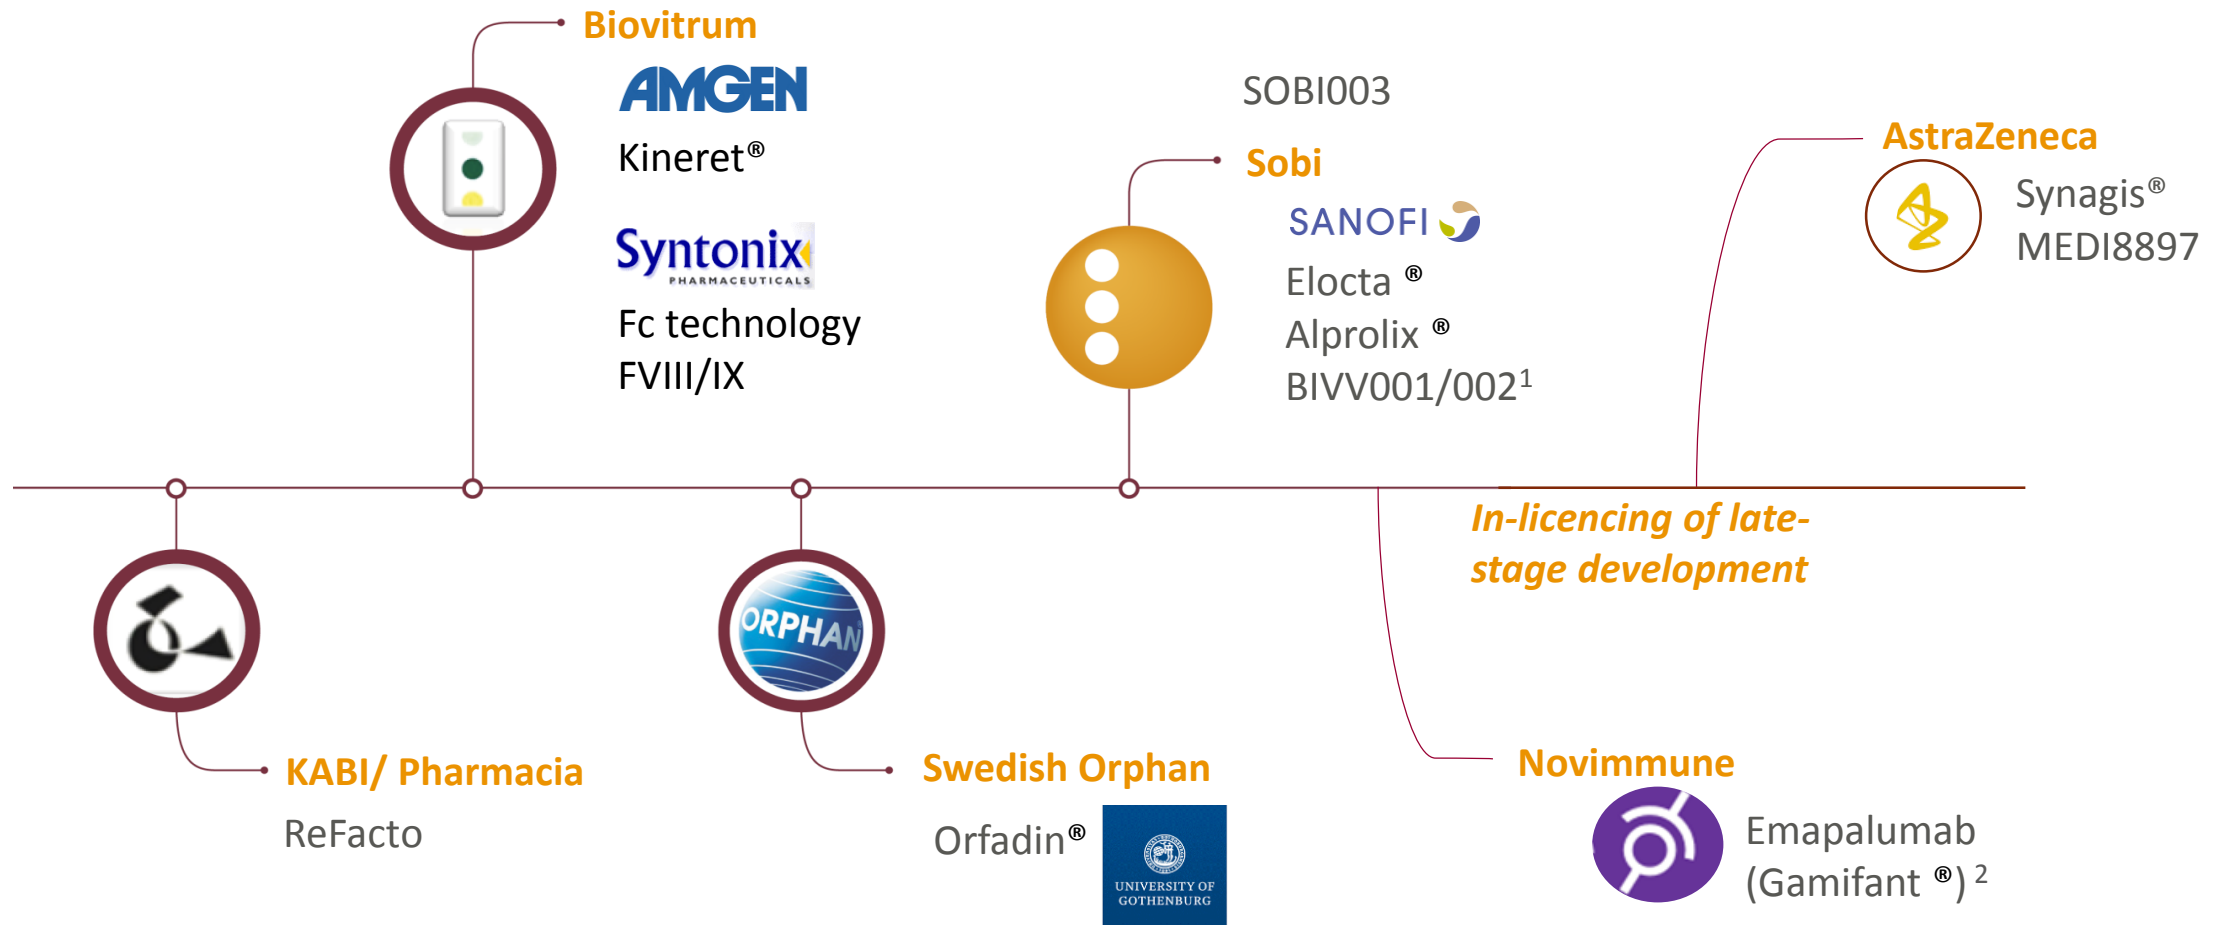 Biovitrum
AMGEN
Kineret®
Syntonix
PHARMACEUTICALS
Fc technology
FVIII/IX
SOBI003
Sobi
SANOFI
Elocta ®
Alprolix ®
BIVV001/002¹
AstraZeneca
Synagis®
MEDI8897
In-licencing of late-
stage development
KABI/ Pharmacia
ReFacto
ORPHAN
Swedish Orphan
Orfadin®
UNIVERSITY OF
GOTHENBURG
Novimmune
Emapalumab
(Gamifant ®) ²